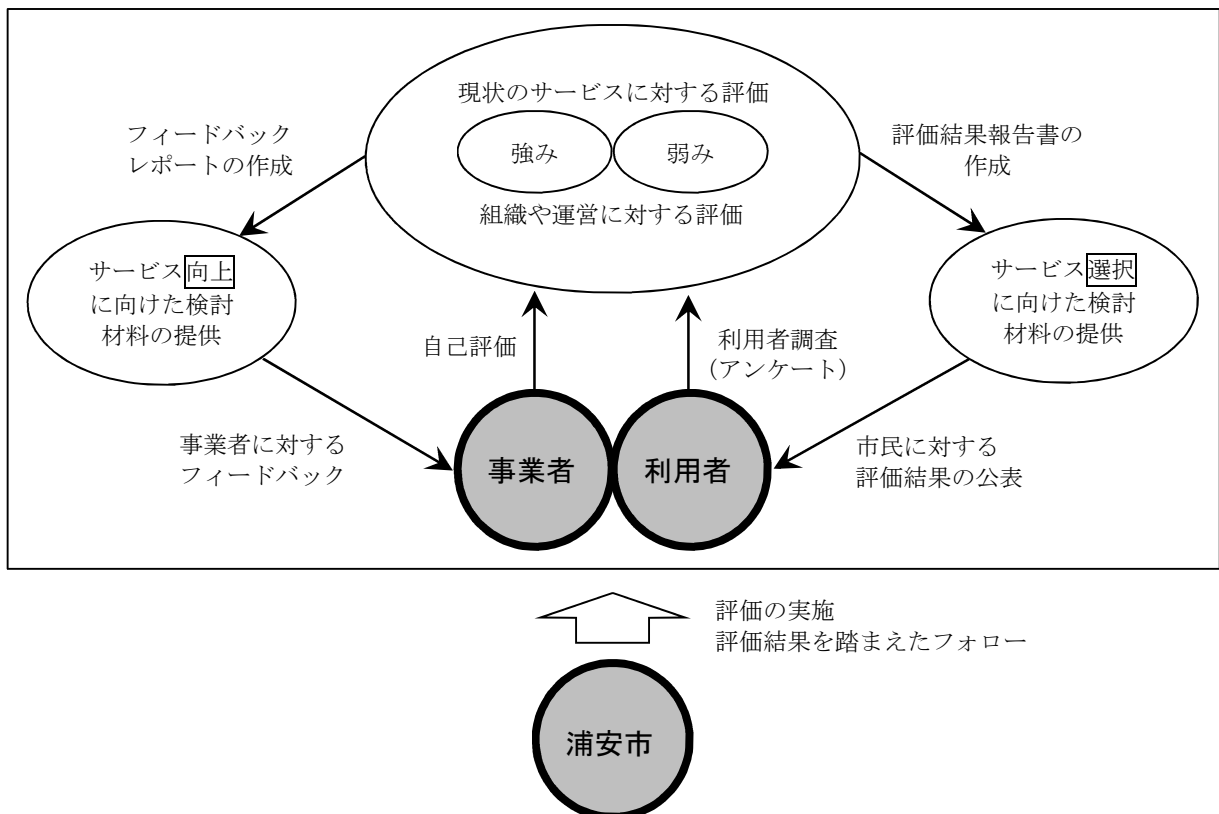 現状のサービスに対する評価
強み
弱み
組織や運営に対する評価
フィードバック
レポートの作成
評価結果報告書の
作成
サービス向上
に向けた検討
材料の提供
サービス選択
に向けた検討
材料の提供
自己評価
利用者調査
(アンケート)
事業者に対する
フィードバック
事業者
利用者
市民に対する
評価結果の公表
評価の実施
評価結果を踏まえたフォロー
浦安市